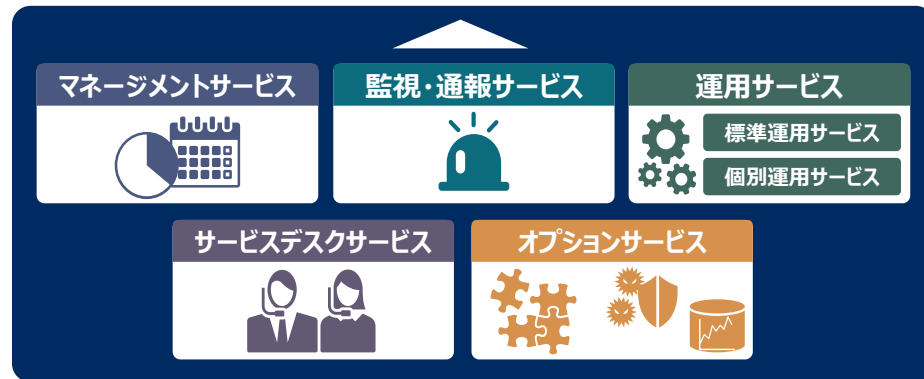 マネージメントサービス
監視・通報サービス
運用サービス
標準運用サービス
個別運用サービス
サービスデスクサービス
オプションサービス